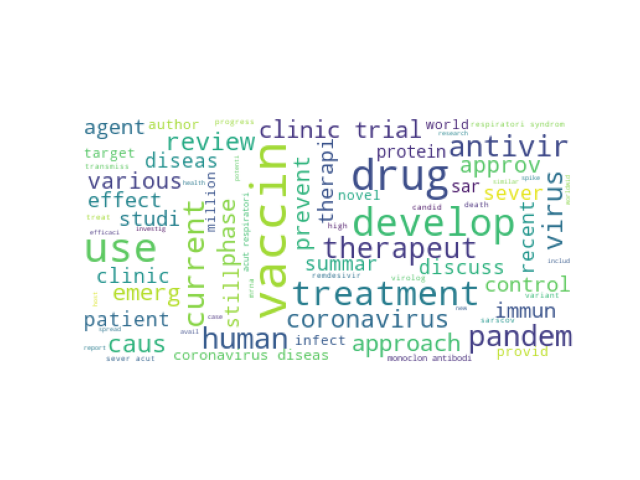 agent
author
progress
clinic trial
world
respiratori syndrom
research
target
review
transmiss
diseas
various
health
potenti
effect
studi
million
treat
efficaci
investig
use
current
stillphase
vaccin
acut respiratori
mrna
prevent
therapi
protein
antivir
drug
sar
approv
sever
similar
spike
worldwid
novel
candid
death
high
develop
virus
recent
therapeut
summar
discuss
remdesivir
virolog
control
variant
includ
clinic
emerg
treatment
immun
patient
host
spread
case
avail
coronavirus
new
sarscov
caus
human
infect
approach
pandem
report
sever acut
coronavirus diseas
monoclon antibodi
provid